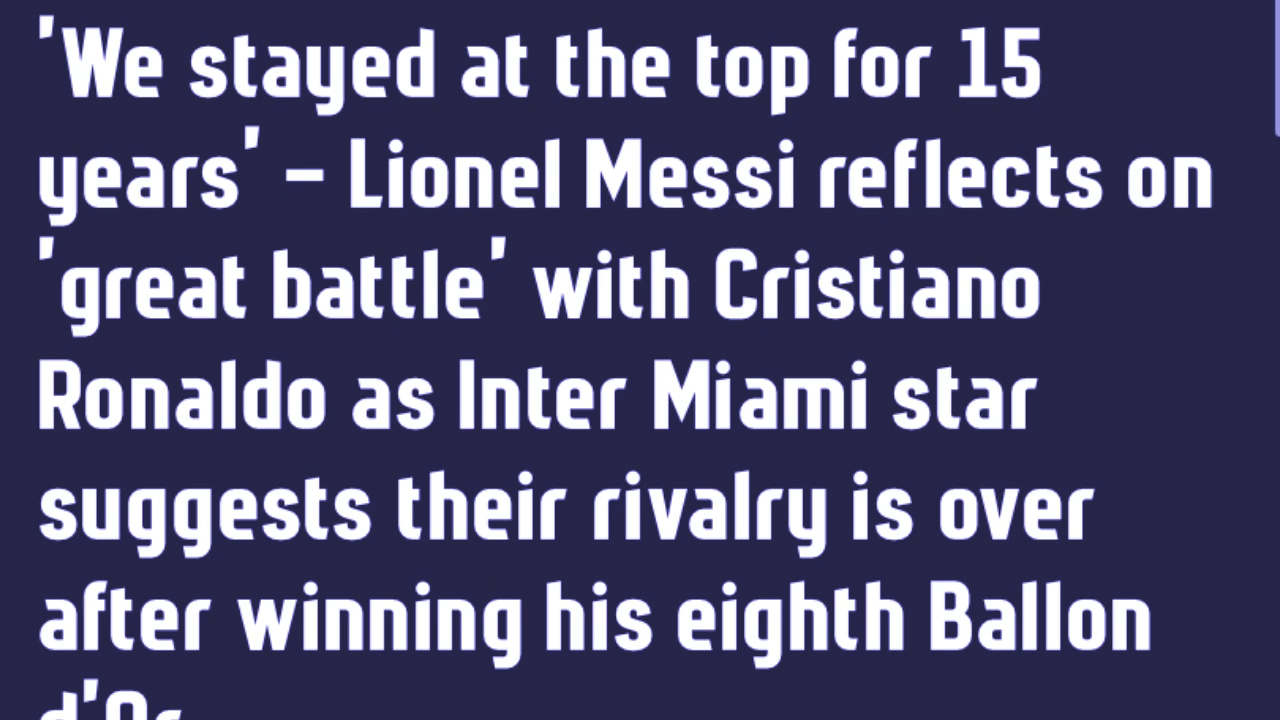 'We stayed at the top for 15
years' – Lionel Messi reflects on
'great battle' with Cristiano
Ronaldo as Inter Miami star
suggests their rivalry is over
after winning his eighth Ballon
d'Or